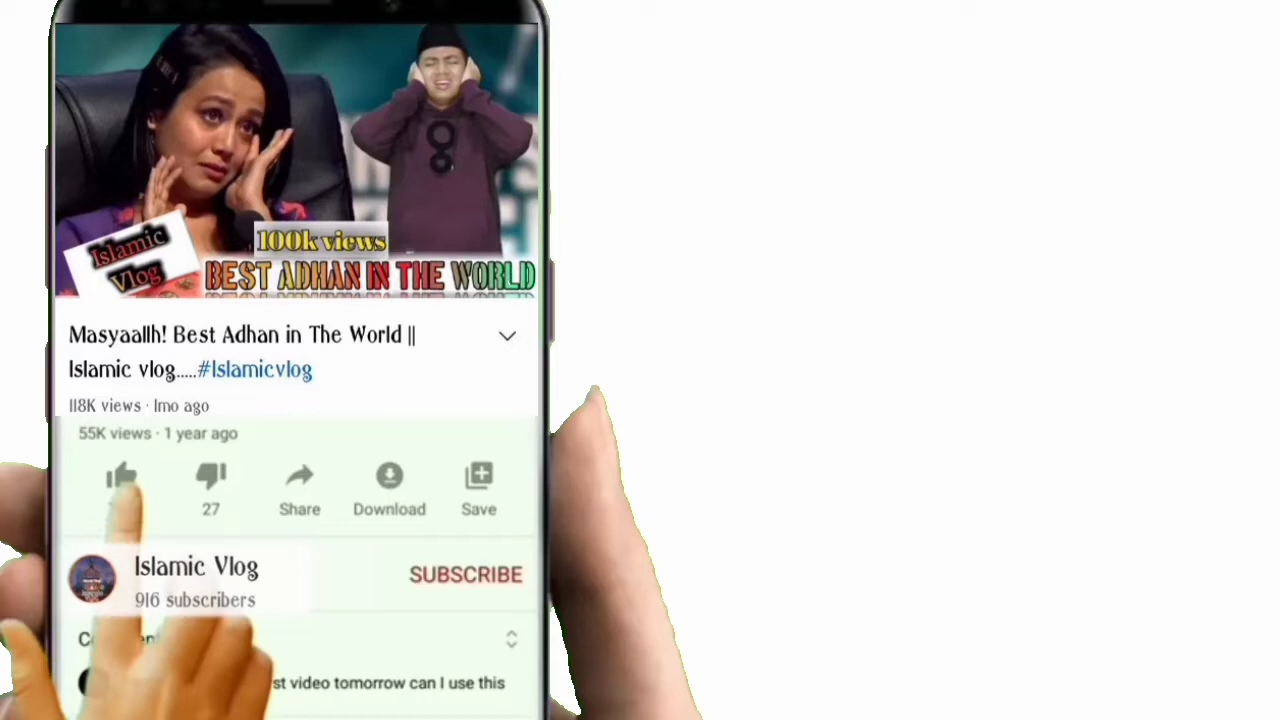 Islamic
Vlog
100k views
BEST ADHAN IN THE WORLD
Masyaallh! Best Adhan in The World ||
Islamic vlog.....#Islamicvlog
118K views · 1mo ago
55K views · 1 year ago
27
Share
Download
Save
Islamic Vlog
SUBSCRIBE
916 subscribers
video tomorrow can I use this